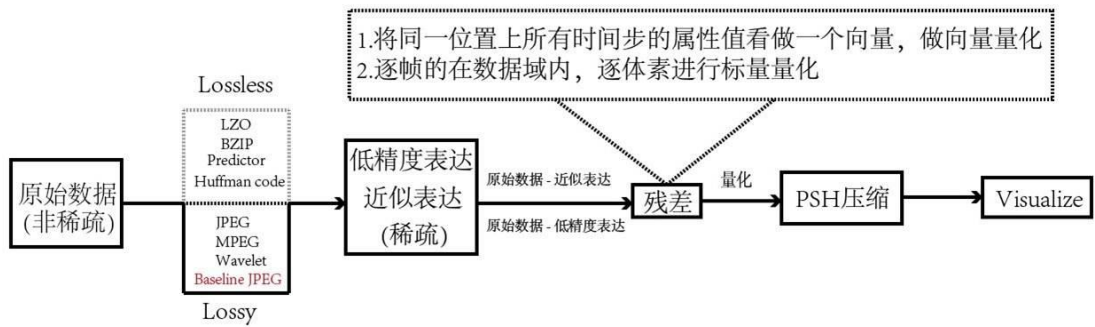 1.将同一位置上所有时间步的属性值看做一个向量，做向量量化
2.逐帧的在数据域内，逐体素进行标量量化
Lossless
LZO
BZIP
Predictor
Huffman code
原始数据
(非稀疏)
JPEG
MPEG
Wavelet
Baseline JPEG
Lossy
低精度表达
近似表达
(稀疏)
原始数据 - 近似表达
原始数据 - 低精度表达
残差
量化
PSH压缩
Visualize